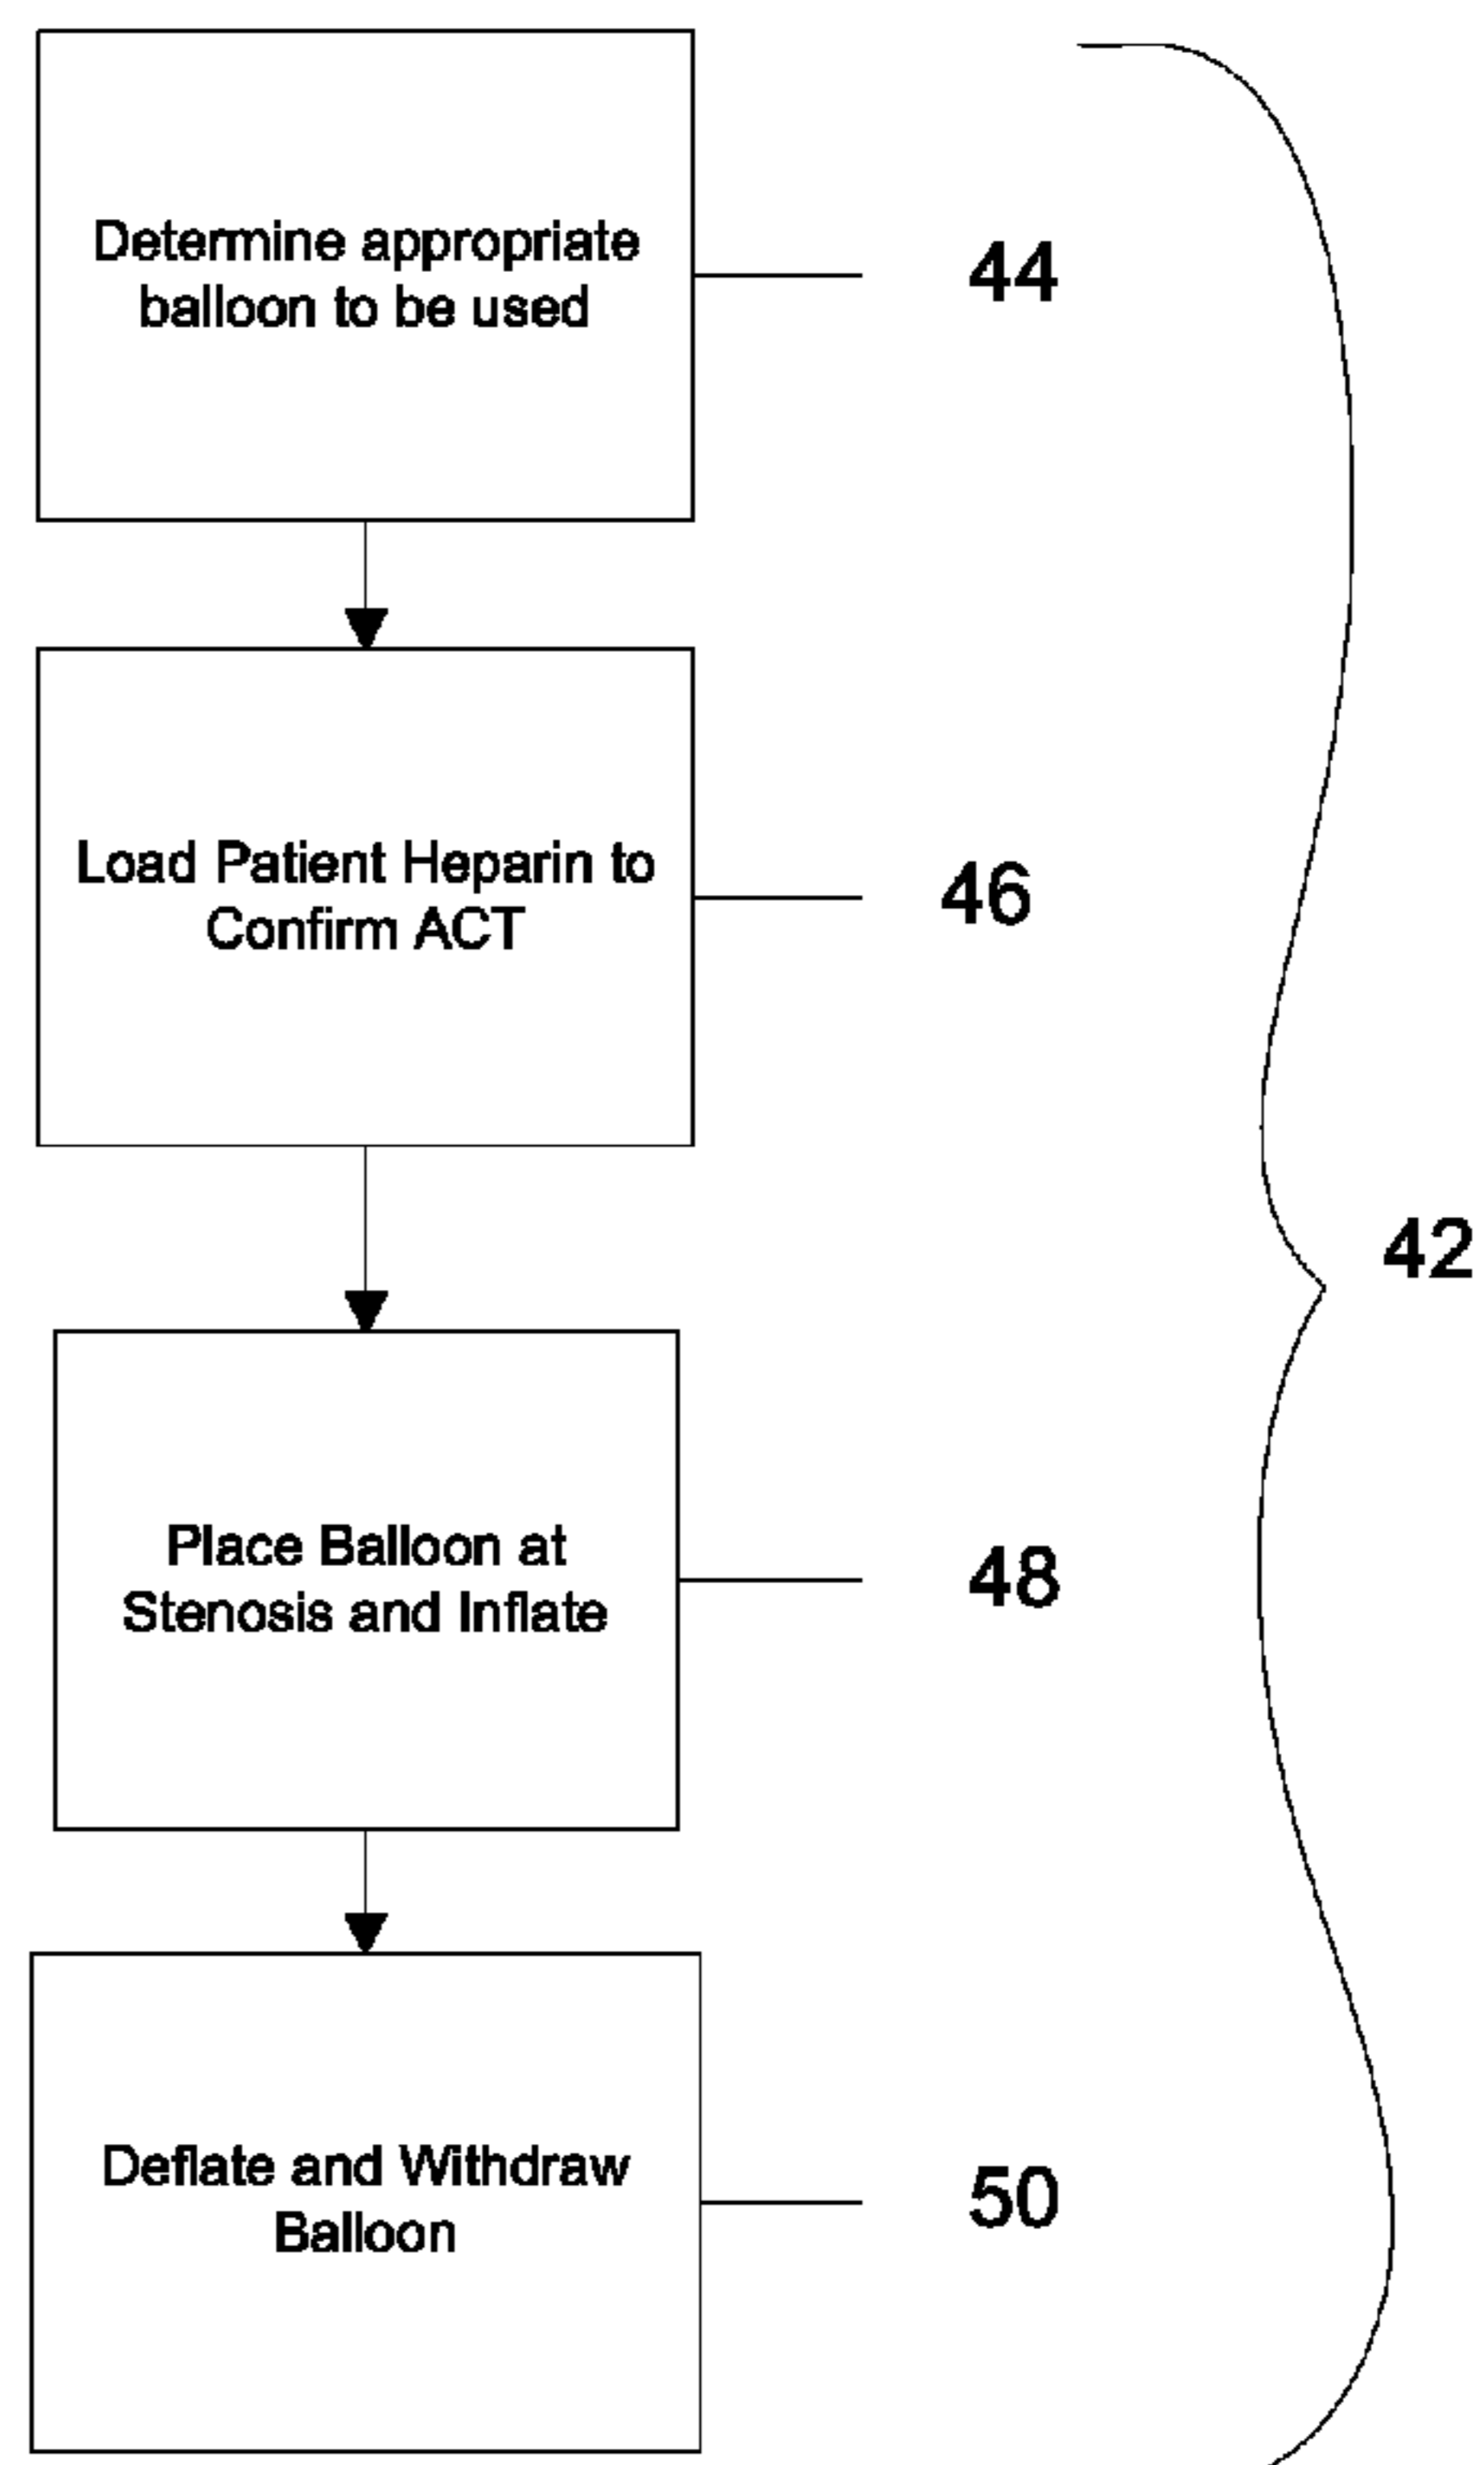 Determine appropriate
balloon to be used
44
Load Patient Heparin to
Confirm ACT
46
42
Place Balloon at
Stenosis and Inflate
48
Deflate and Withdraw
Balloon
50